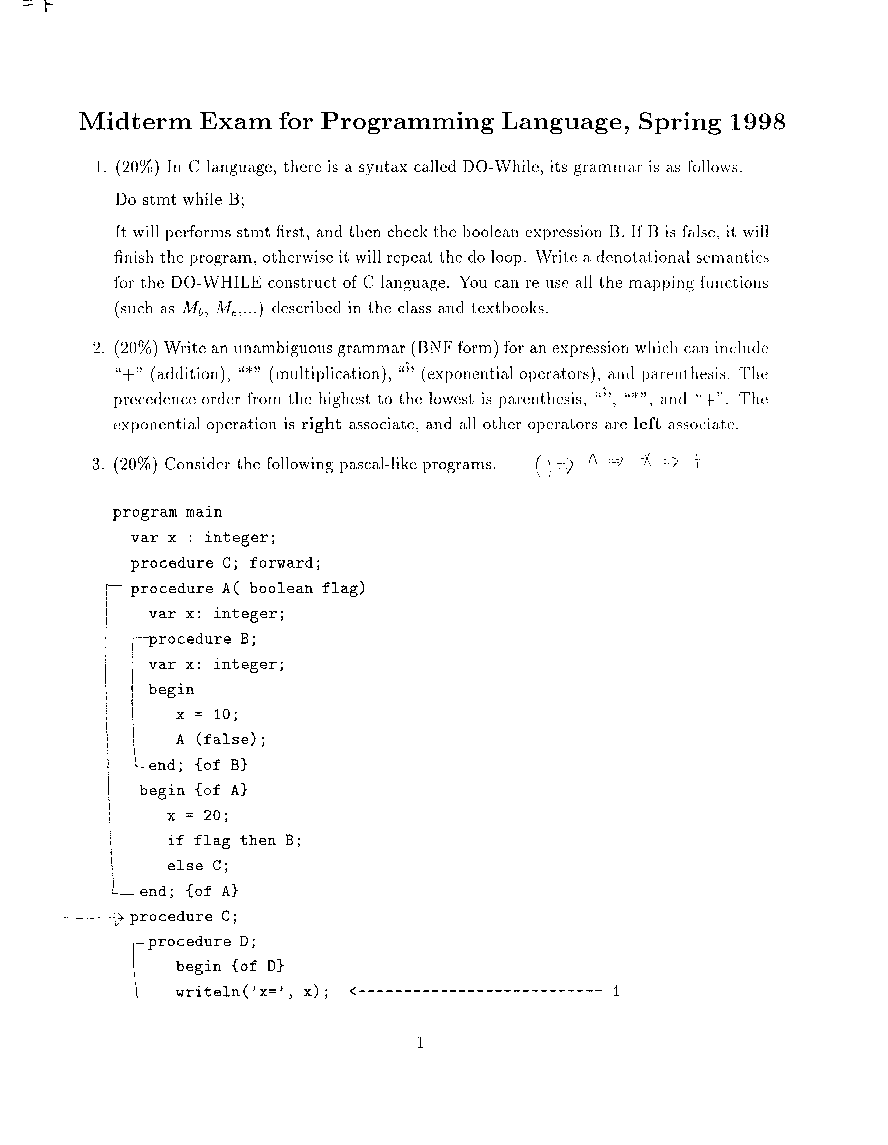 = F
Midterm Exam for Programming Language, Spring 1998
1. (20%) In C language, there is a syntax called DO-While, its grammar is as follows.
Do stmt while B;
It will performs stmt first, and then check the boolean expression B. If B is false, it will
finish the program, otherwise it will repeat the do loop. Write a denotational semantics
for the DO-WHILE construct of C language. You can re use all the mapping functions
(such as Mb, Ms,...) described in the class and textbooks.
2. (20%) Write an unambiguous grammar (BNF form) for an expression which can include
"+" (addition), "*" (multiplication), "^" (exponential operators), and parenthesis. The
precedence order from the highest to the lowest is parenthesis, "^", "*", and "+". The
exponential operation is right associate, and all other operators are left associate.
3. (20%) Consider the following pascal-like programs. ( ) => ^ => * => +
program main
var x : integer;
procedure C; forward;
procedure A( boolean flag)
var x: integer;
procedure B;
var x: integer;
begin
x = 10;
A (false);
end; {of B}
begin {of A}
x = 20;
if flag then B;
else C;
end; {of A}
procedure C;
procedure D;
begin {of D}
writeln('x=', x); <--------------------------- 1
1